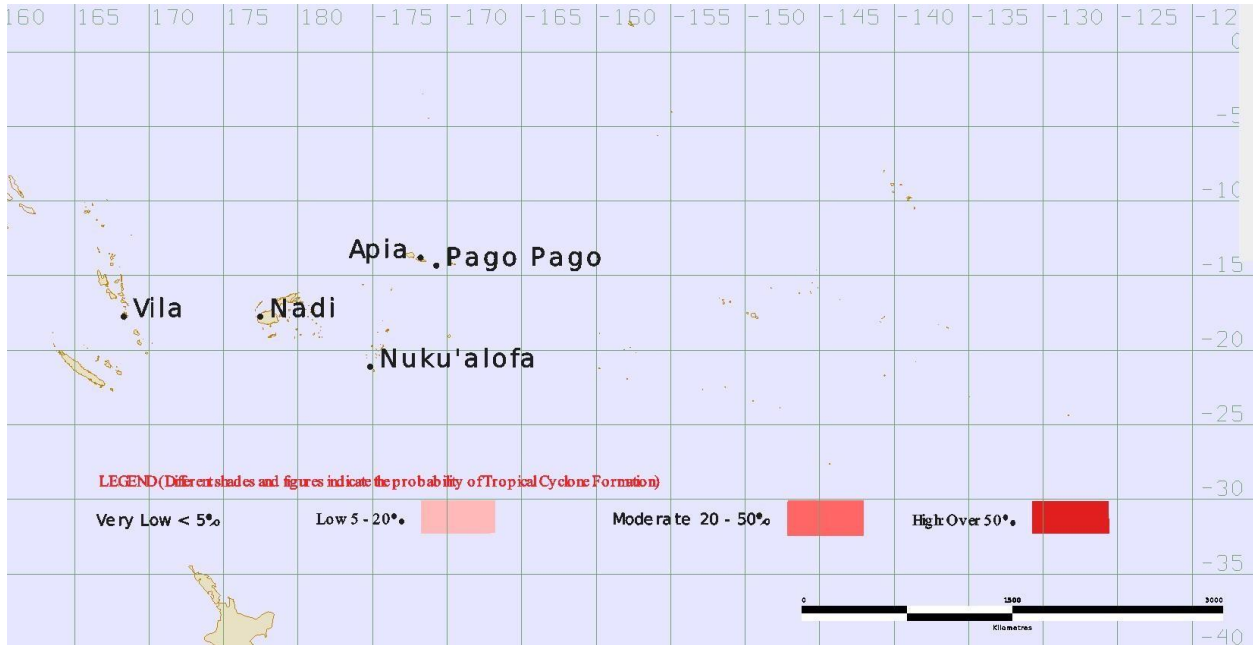 160 165 170 175 180 -175 -170 -165 -160 -155 -150 -145 -140 -135 -130 -125 -12
0
-5
-10
Apia
Pago Pago
-15
Vila
Nadi
-20
Nuku'alofa
-25
LEGEND(Different shades and figures indicate the probability of Tropical Cyclone Formation)
-30
Very Low < 5% Low 5 - 20% Moderate 20 - 50% High: Over 50%
-35
0 1500 3000
Kilometres
-40